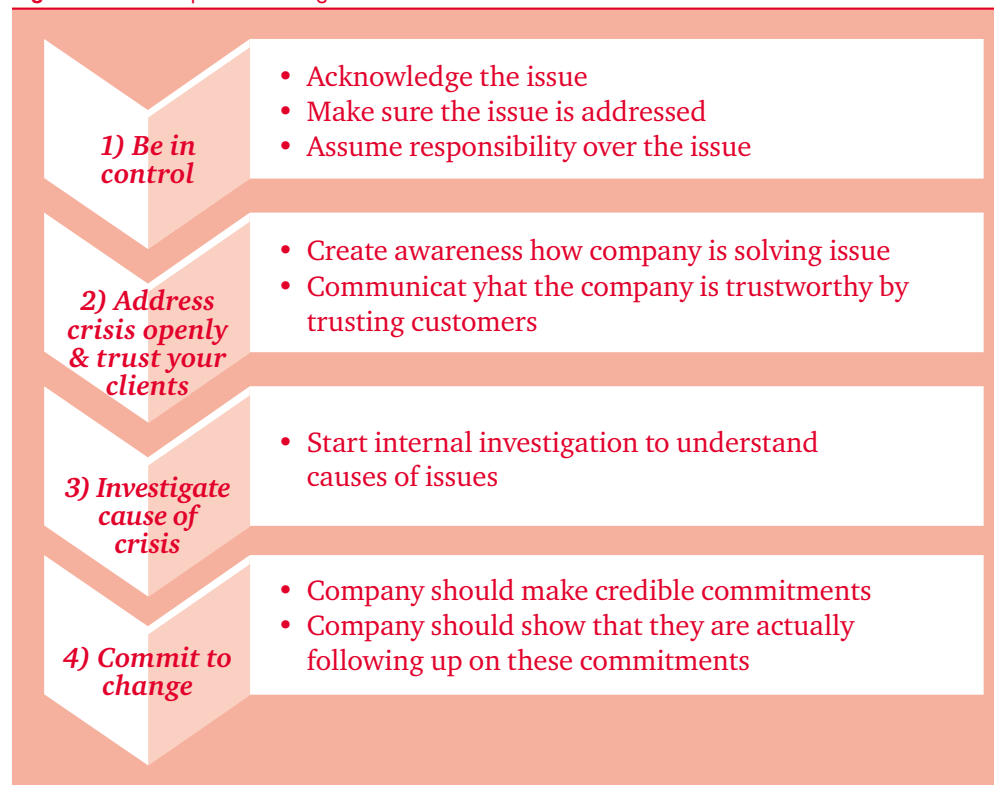 • Acknowledge the issue
• Make sure the issue is addressed
• Assume responsibility over the issue
1) Be in
control
• Create awareness how company is solving issue
• Communicat yhat the company is trustworthy by
trusting customers
2) Address
crisis openly
& trust your
clients
• Start internal investigation to understand
causes of issues
3) Investigate
cause of
crisis
• Company should make credible commitments
• Company should show that they are actually
following up on these commitments
4) Commit to
change